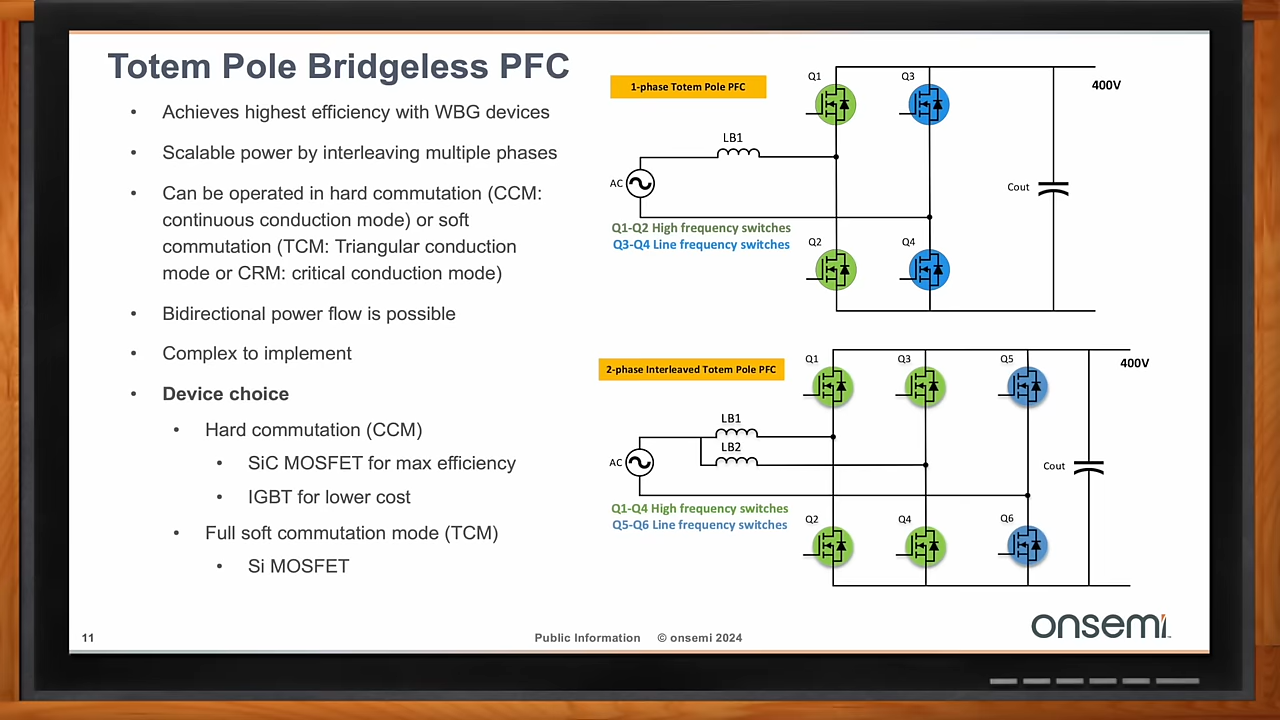 Totem Pole Bridgeless PFC
• Achieves highest efficiency with WBG devices
• Scalable power by interleaving multiple phases
• Can be operated in hard commutation (CCM:
continuous conduction mode) or soft
commutation (TCM: Triangular conduction
mode or CRM: critical conduction mode)
• Bidirectional power flow is possible
• Complex to implement
• Device choice
• Hard commutation (CCM)
• SiC MOSFET for max efficiency
• IGBT for lower cost
• Full soft commutation mode (TCM)
• Si MOSFET
1-phase Totem Pole PFC
Q1
Q3
400V
LB1
AC
Cout
Q1-Q2 High frequency switches
Q3-Q4 Line frequency switches
Q2
Q4
2-phase Interleaved Totem Pole PFC
Q1
Q3
Q5
400V
LB1
LB2
AC
Cout
Q1-Q4 High frequency switches
Q5-Q6 Line frequency switches
Q2
Q4
Q6
11
Public Information © onsemi 2024
onsemi